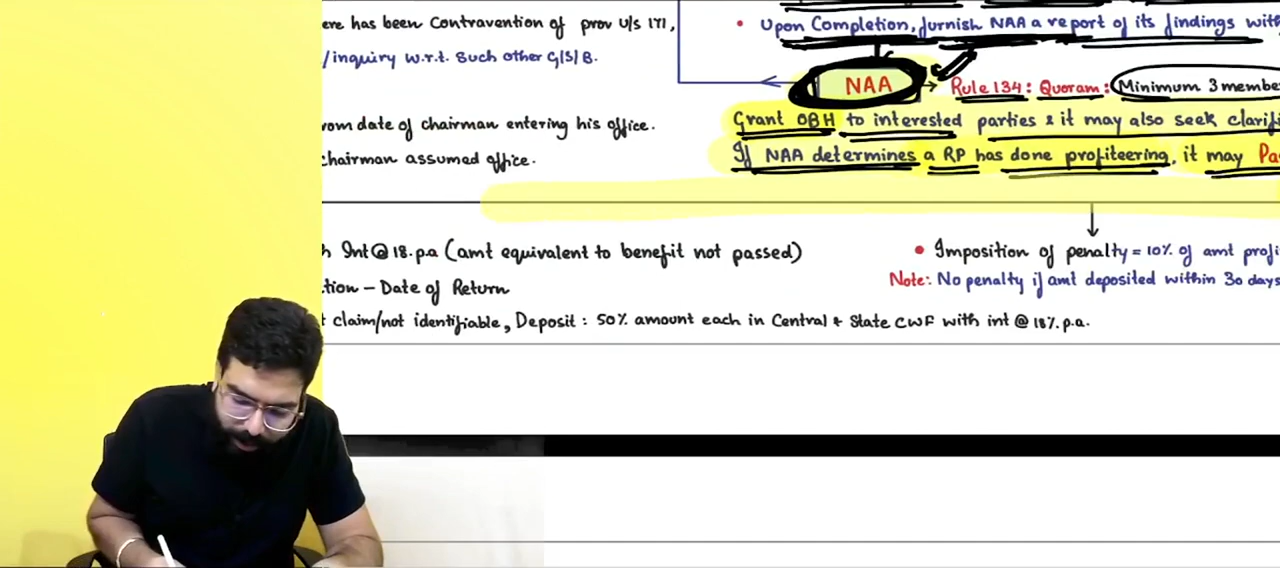 ere has been Contravention of prov u/s 171,
/inquiry w.r.t. Such other G/S/B.
rom date of chairman entering his office.
chairman assumed office.
• Upon Completion, furnish NAA a report of its findings with
NAA
Rule 134: Quoram: Minimum 3 membe
Grant OBH to interested parties & it may also seek clarifi
If NAA determines a RP has done profiteering, it may Pa
h Int@ 18.p.a (amt equivalent to benefit not passed)
tion – Date of Return
t claim/not identifiable, Deposit : 50% amount each in Central & State CWF with int @ 18%. p.a.
• Imposition of penalty = 10% of amt profi
Note: No penalty if amt deposited within 30 days